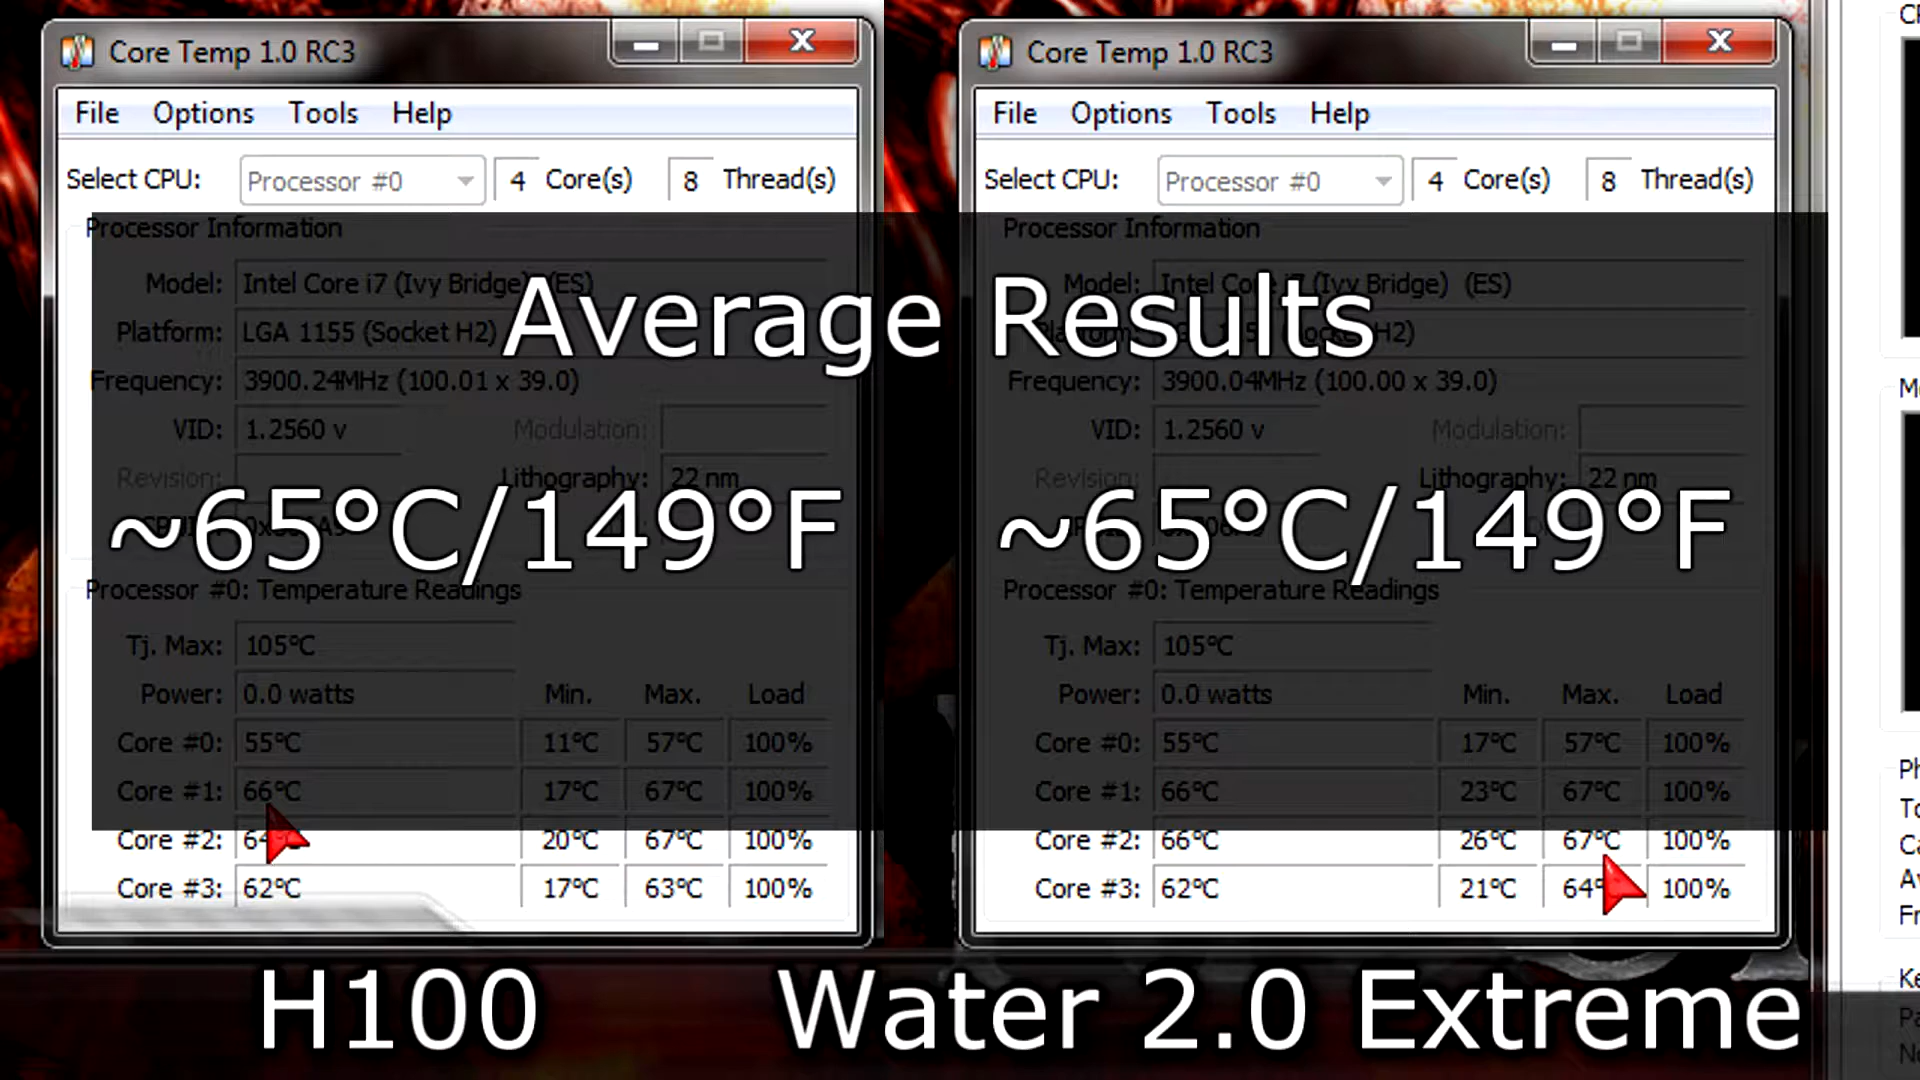 Core Temp 1.0 RC3
File Options Tools Help
Select CPU: Processor #0 4 Core(s) 8 Thread(s)
Processor Information
Model: Intel Core i7 (Ivy Bridge) (ES)
Platform: LGA 1155 (Socket H2)
Frequency: 3900.24MHz (100.01 x 39.0)
VID: 1.2560 v Modulation:
Revision: Lithography: 22 nm
Processor #0: Temperature Readings
Tj. Max: 105°C
Power: 0.0 watts Min. Max. Load
Core #0: 55°C 11°C 57°C 100%
Core #1: 66°C 17°C 67°C 100%
Core #2: 20°C 67°C 100%
Core #3: 62°C 17°C 63°C 100%
Core Temp 1.0 RC3
File Options Tools Help
Select CPU: Processor #0 4 Core(s) 8 Thread(s)
Processor Information
Model: Intel Core i7 (Ivy Bridge) (ES)
Platform: LGA 1155 (Socket H2)
Frequency: 3900.04MHz (100.00 x 39.0)
VID: 1.2560 v Modulation:
Revision: Lithography: 22 nm
Processor #0: Temperature Readings
Tj. Max: 105°C
Power: 0.0 watts Min. Max. Load
Core #0: 55°C 17°C 57°C 100%
Core #1: 66°C 23°C 67°C 100%
Core #2: 66°C 26°C 67°C 100%
Core #3: 62°C 21°C 100%
Average Results
~65°C/149°F ~65°C/149°F
H100 Water 2.0 Extreme